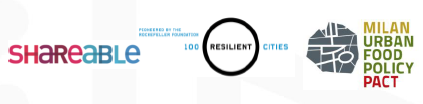 SHAREABLE
PIONEERED BY THE
ROCKEFELLER FOUNDATION
100 RESILIENT CITIES
MILAN
URBAN
FOOD
POLICY
PACT